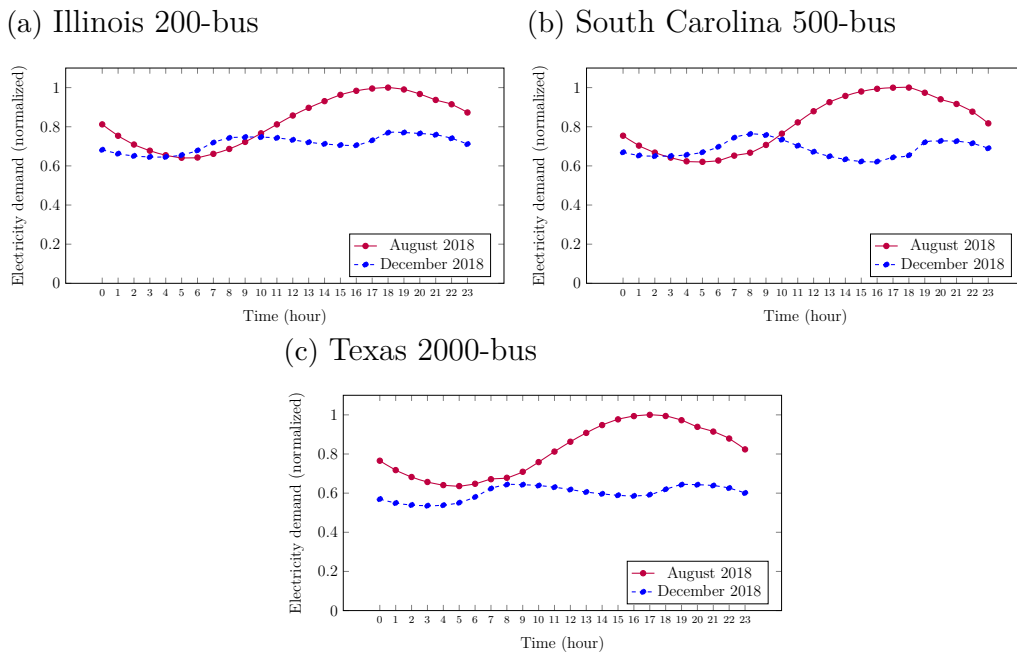 (a) Illinois 200-bus
Electricity demand (normalized)
1
0.8
0.6
0.4
0.2
0
0 1 2 3 4 5 6 7 8 9 10 11 12 13 14 15 16 17 18 19 20 21 22 23
Time (hour)
August 2018
December 2018
(b) South Carolina 500-bus
Electricity demand (normalized)
1
0.8
0.6
0.4
0.2
0
0 1 2 3 4 5 6 7 8 9 10 11 12 13 14 15 16 17 18 19 20 21 22 23
Time (hour)
August 2018
December 2018
(c) Texas 2000-bus
Electricity demand (normalized)
1
0.8
0.6
0.4
0.2
0
0 1 2 3 4 5 6 7 8 9 10 11 12 13 14 15 16 17 18 19 20 21 22 23
Time (hour)
August 2018
December 2018